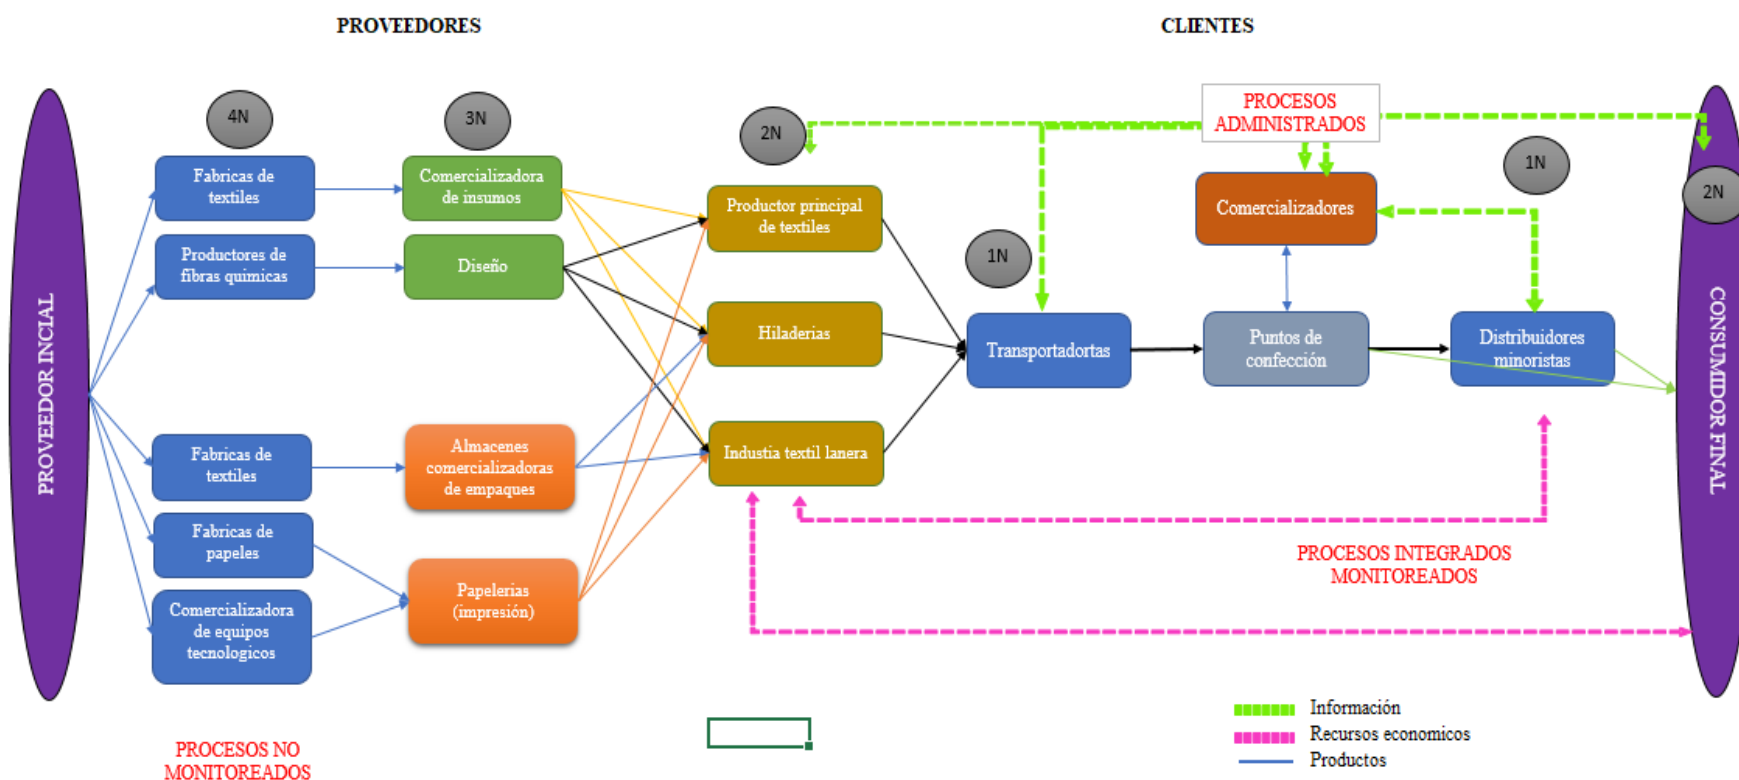 PROVEEDORES
CLIENTES
PROVEEDOR INCIAL
4N
Fabricas de
textiles
Productores de
fibras quimicas
Fabricas de
textiles
Fabricas de
papeles
Comercializadora
de equipos
tecnologicos
PROCESOS NO
MONITOREADOS
3N
Comercializadora
de insumos
Diseño
Almacenes
comercializadoras
de empaques
Papelerias
(impresión)
2N
Productor principal
de textiles
Hiladerias
Industia textil lanera
1N
Transportadortas
PROCESOS
ADMINISTRADOS
Comercializadores
Puntos de
confección
1N
Distribuidores
minoristas
2N
CONSUMIDOR FINAL
PROCESOS INTEGRADOS
MONITOREADOS
Información
Recursos economicos
Productos